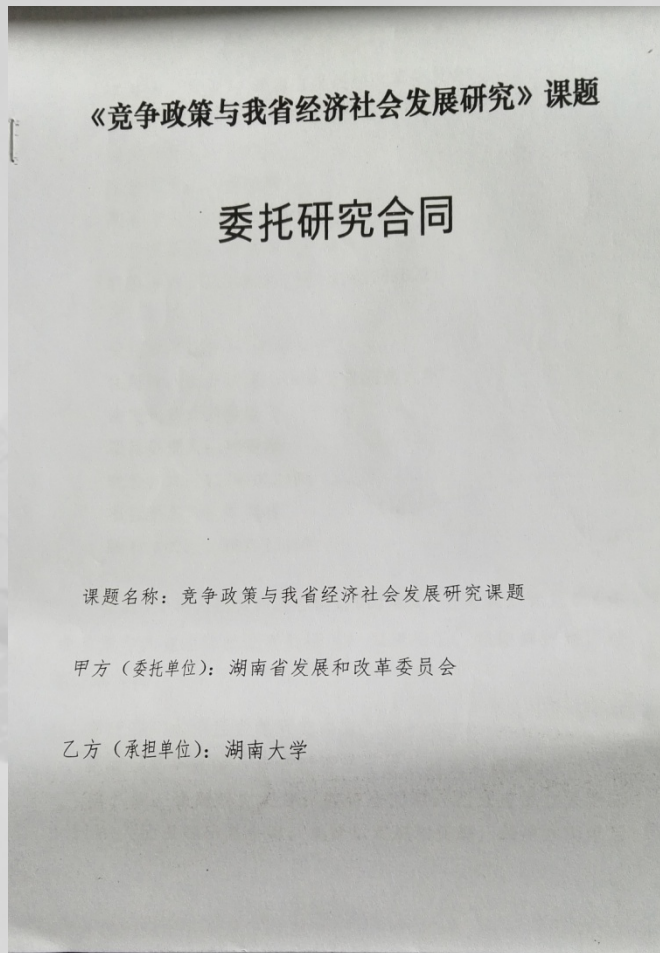 《竞争政策与我省经济社会发展研究》课题
委托研究合同
课题名称：竞争政策与我省经济社会发展研究课题
甲方（委托单位）：湖南省发展和改革委员会
乙方（承担单位）：湖南大学